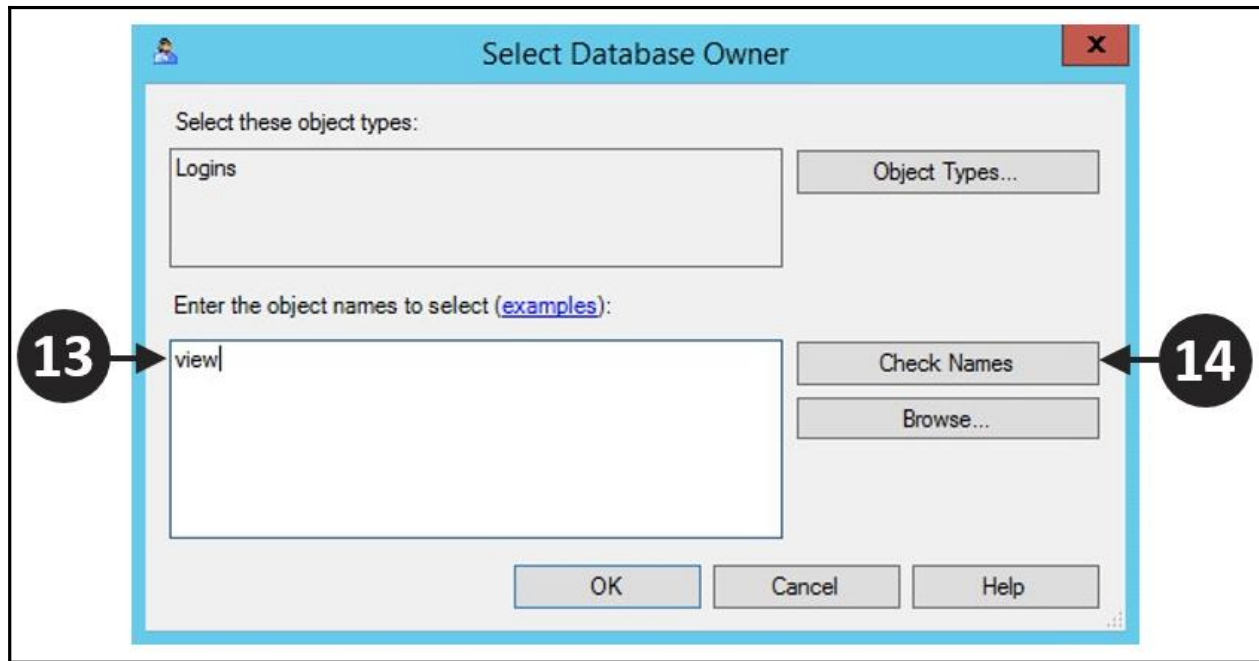 Select Database Owner
x
Select these object types:
Logins
Object Types...
Enter the object names to select (examples):
13
view
Check Names
14
Browse...
OK
Cancel
Help